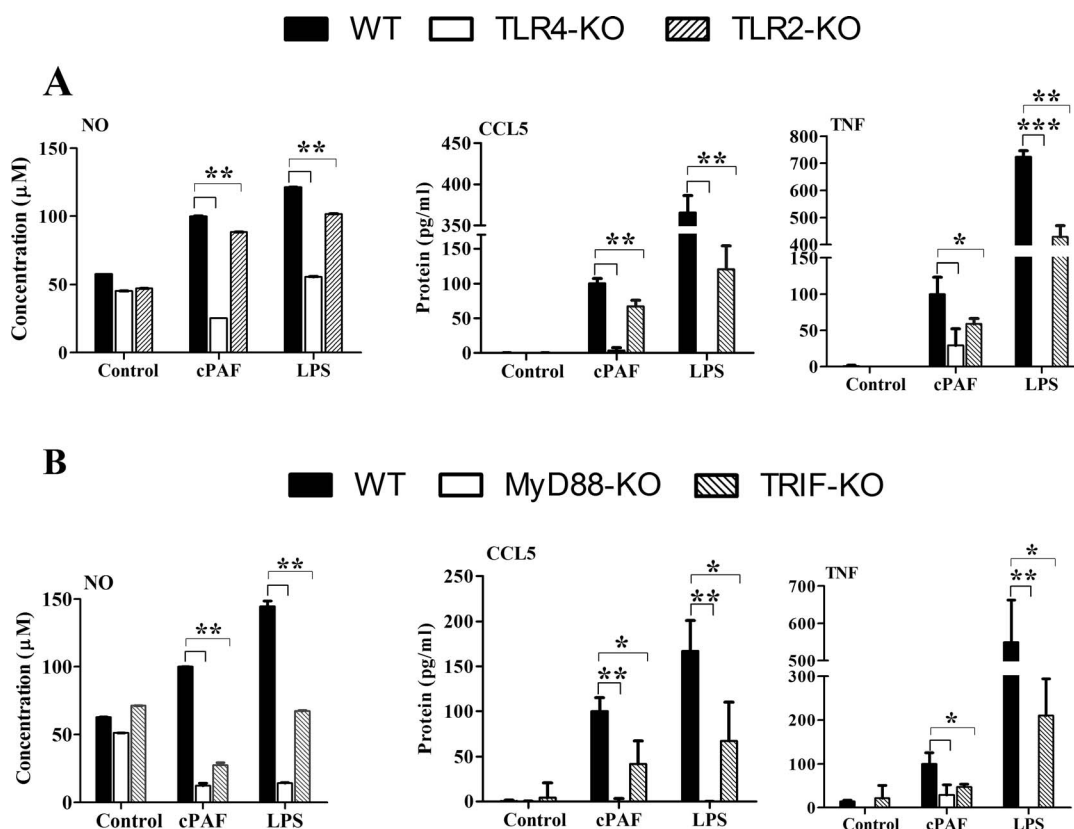 WT TLR4-KO TLR2-KO
A
NO
Concentration (µM)
150
100
50
0
Control cPAF LPS
** **
CCL5
Protein (pg/ml)
450
400
350
300
150
100
50
0
Control cPAF LPS
** **
TNF
800
700
600
500
400
150
100
50
0
Control cPAF LPS
* ** ***
B
WT MyD88-KO TRIF-KO
NO
Concentration (µM)
150
100
50
0
Control cPAF LPS
** **
CCL5
Protein (pg/ml)
250
200
150
100
50
0
Control cPAF LPS
* ** * **
TNF
700
600
500
300
200
100
0
Control cPAF LPS
* * **